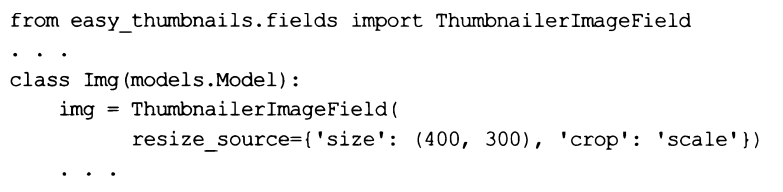 from easy_thumbnails.fields import ThumbnailerImageField
. . .
class Img(models.Model):
    img = ThumbnailerImageField(
            resize_source={'size': (400, 300), 'crop': 'scale'})
    . . .